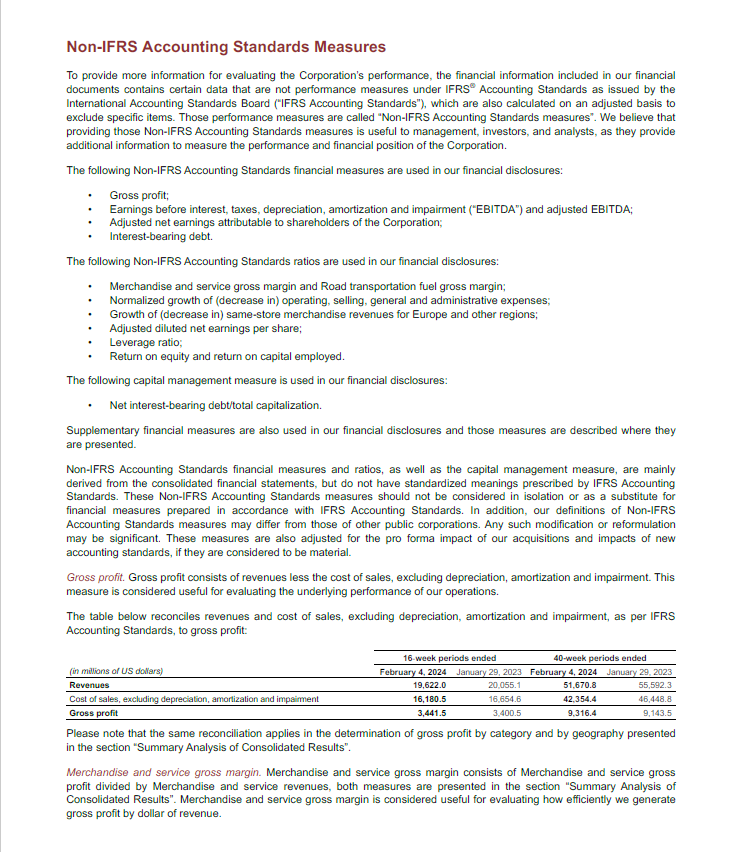 Non-IFRS Accounting Standards Measures
To provide more information for evaluating the Corporation's performance, the financial information included in our financial
documents contains certain data that are not performance measures under IFRS® Accounting Standards as issued by the
International Accounting Standards Board ("IFRS Accounting Standards"), which are also calculated on an adjusted basis to
exclude specific items. Those performance measures are called "Non-IFRS Accounting Standards measures". We believe that
providing those Non-IFRS Accounting Standards measures is useful to management, investors, and analysts, as they provide
additional information to measure the performance and financial position of the Corporation.
The following Non-IFRS Accounting Standards financial measures are used in our financial disclosures:
• Gross profit;
• Earnings before interest, taxes, depreciation, amortization and impairment ("EBITDA") and adjusted EBITDA;
• Adjusted net earnings attributable to shareholders of the Corporation;
• Interest-bearing debt.
The following Non-IFRS Accounting Standards ratios are used in our financial disclosures:
• Merchandise and service gross margin and Road transportation fuel gross margin;
• Normalized growth of (decrease in) operating, selling, general and administrative expenses;
• Growth of (decrease in) same-store merchandise revenues for Europe and other regions;
• Adjusted diluted net earnings per share;
• Leverage ratio;
• Return on equity and return on capital employed.
The following capital management measure is used in our financial disclosures:
• Net interest-bearing debt/total capitalization.
Supplementary financial measures are also used in our financial disclosures and those measures are described where they
are presented.
Non-IFRS Accounting Standards financial measures and ratios, as well as the capital management measure, are mainly
derived from the consolidated financial statements, but do not have standardized meanings prescribed by IFRS Accounting
Standards. These Non-IFRS Accounting Standards measures should not be considered in isolation or as a substitute for
financial measures prepared in accordance with IFRS Accounting Standards. In addition, our definitions of Non-IFRS
Accounting Standards measures may differ from those of other public corporations. Any such modification or reformulation
may be significant. These measures are also adjusted for the pro forma impact of our acquisitions and impacts of new
accounting standards, if they are considered to be material.
Gross profit. Gross profit consists of revenues less the cost of sales, excluding depreciation, amortization and impairment. This
measure is considered useful for evaluating the underlying performance of our operations.
The table below reconciles revenues and cost of sales, excluding depreciation, amortization and impairment, as per IFRS
Accounting Standards, to gross profit:
16-week periods ended 40-week periods ended
(in millions of US dollars) February 4, 2024 January 29, 2023 February 4, 2024 January 29, 2023
Revenues 19,622.0 20,055.1 51,670.8 55,592.3
Cost of sales, excluding depreciation, amortization and impairment 16,180.5 16,654.6 42,354.4 46,448.8
Gross profit 3,441.5 3,400.5 9,316.4 9,143.5
Please note that the same reconciliation applies in the determination of gross profit by category and by geography presented
in the section "Summary Analysis of Consolidated Results".
Merchandise and service gross margin. Merchandise and service gross margin consists of Merchandise and service gross
profit divided by Merchandise and service revenues, both measures are presented in the section "Summary Analysis of
Consolidated Results". Merchandise and service gross margin is considered useful for evaluating how efficiently we generate
gross profit by dollar of revenue.